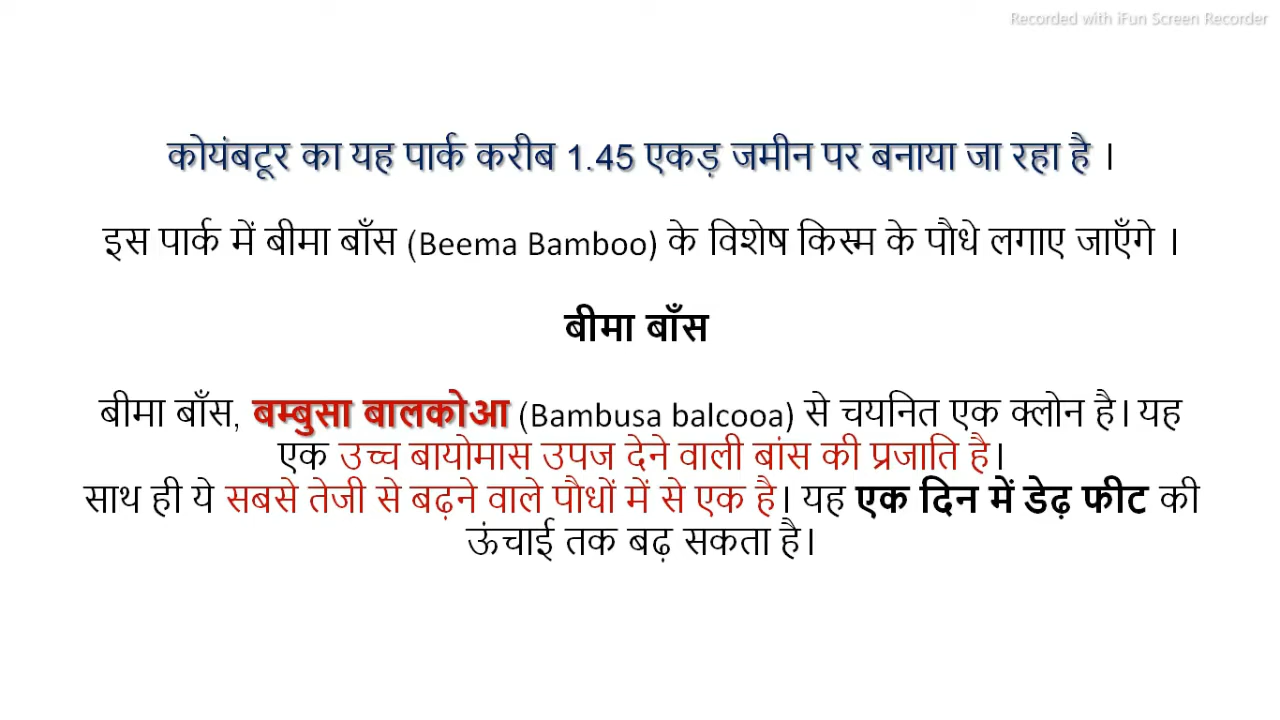 Recorded with iFun Screen Recorder
कोयंबटूर का यह पार्क करीब 1.45 एकड़ जमीन पर बनाया जा रहा है ।
इस पार्क में बीमा बाँस (Beema Bamboo) के विशेष किस्म के पौधे लगाए जाएँगे ।
बीमा बाँस
बीमा बाँस, बम्बुसा बालकोआ (Bambusa balcooa) से चयनित एक क्लोन है। यह
एक उच्च बायोमास उपज देने वाली बांस की प्रजाति है।
साथ ही ये सबसे तेजी से बढ़ने वाले पौधों में से एक है। यह एक दिन में डेढ़ फीट की
ऊंचाई तक बढ़ सकता है।